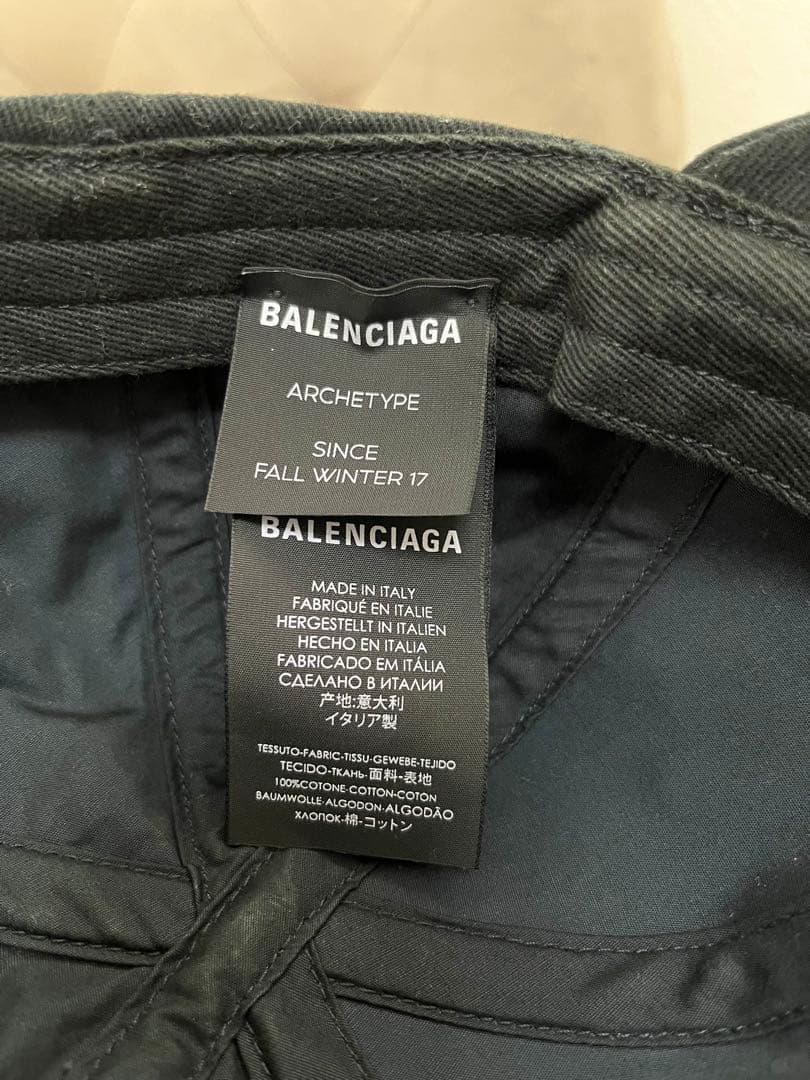 BALENCIAGA
ARCHETYPE
SINCE
FALL WINTER 17
BALENCIAGA
MADE IN ITALY
FABRIQUÉ EN ITALIE
HERGESTELLT IN ITALIEN
HECHO EN ITALIA
FABRICADO EM ITÁLIA
СДЕЛАНО В ИТАЛИИ
产地:意大利
イタリア製
TESSUTO-FABRIC-TISSU-GEWEBE-TEJIDO
TECIDO-ТКАНЬ-面料-表地
100%COTONE-COTTON-COTON
BAUMWOLLE-ALGODON-ALGODÃO
ХЛОПОК-棉-コットン